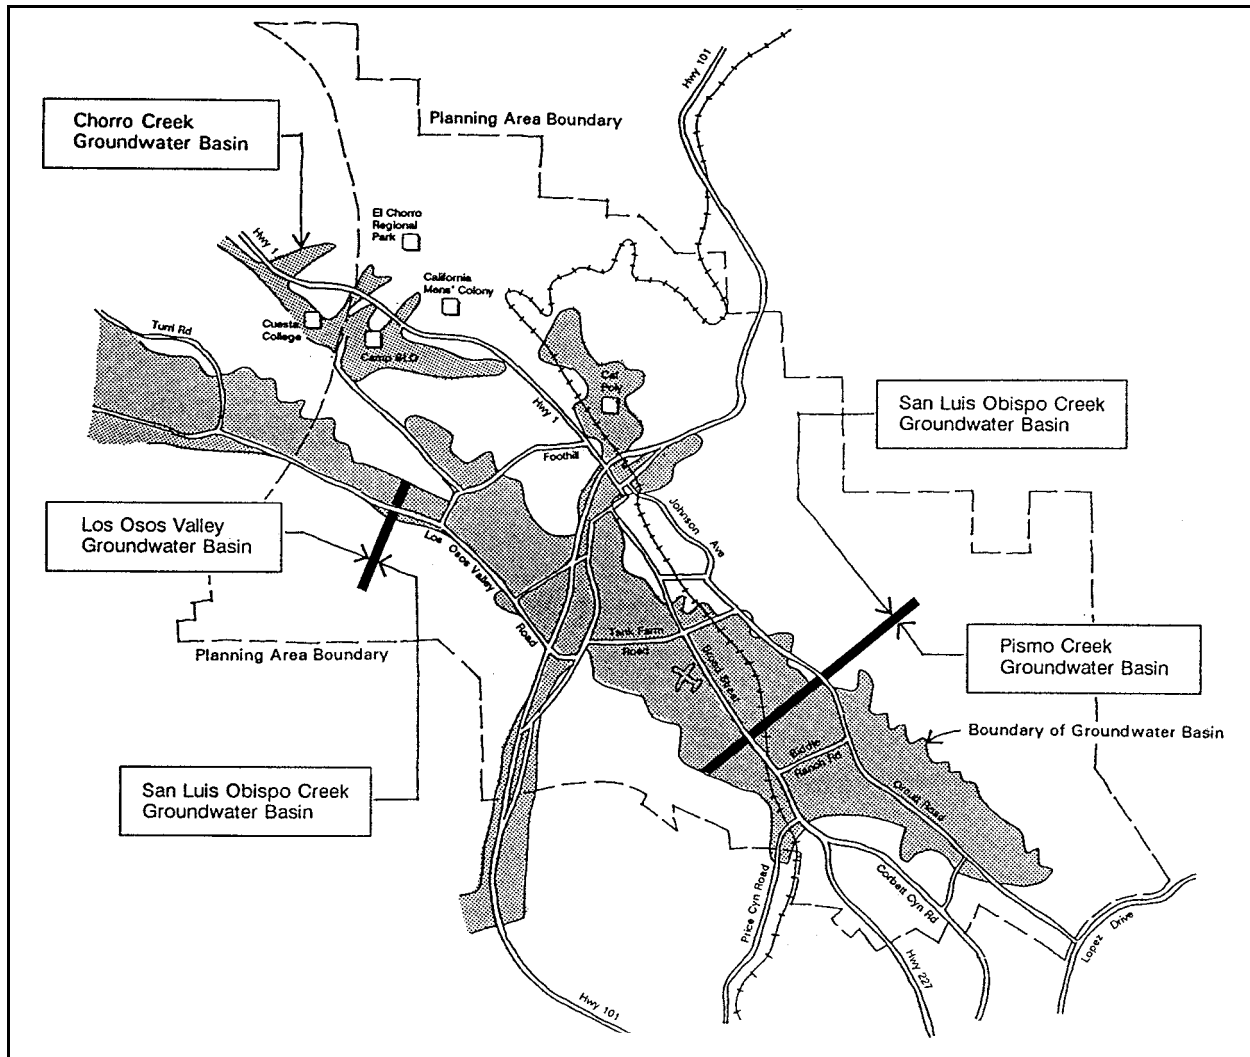 Hwy 101
Chorro Creek
Groundwater Basin
Planning Area Boundary
El Chorro
Regional
Park
Hwy 1
California
Mens' Colony
Cuesta
College
Camp SLO
Turri Rd
Cal
Poly
Hwy 1
San Luis Obispo Creek
Groundwater Basin
Foothill
Johnson Ave
Los Osos Valley
Groundwater Basin
Los Osos Valley Road
Tank Farm
Road
Broad Street
Planning Area Boundary
Pismo Creek
Groundwater Basin
Boundary of Groundwater Basin
Biddle
Ranch Rd
San Luis Obispo Creek
Groundwater Basin
Orcutt Road
Price Cyn Road
Corbett Cyn Rd
Lopez Drive
Hwy 227
Hwy 101